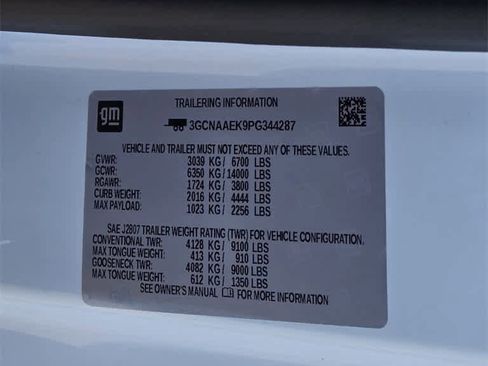 gm
TRAILERING INFORMATION
3GCNAAEK9PG344287
VEHICLE AND TRAILER MUST NOT EXCEED ANY OF THESE WEIGHTS.
GVWR: 3039 KG/ 6700 LBS
GCWR: 6350 KG/ 14000 LBS
RGAWR: 1724 KG/ 3800 LBS
CURB WEIGHT: 2016 KG/ 4444 LBS
MAX PAYLOAD: 1023 KG/ 2256 LBS
SAE J2807 TRAILER WEIGHT RATING (TWR) FOR VEHICLE CONFIGURATION.
CONVENTIONAL TWR: 4128 KG/ 9100 LBS
MAX TONGUE WEIGHT: 413 KG/ 910 LBS
GOOSENECK TWR: 4082 KG/ 9000 LBS
MAX TONGUE WEIGHT: 612 KG/ 1350 LBS
SEE OWNER'S MANUAL FOR MORE INFORMATION